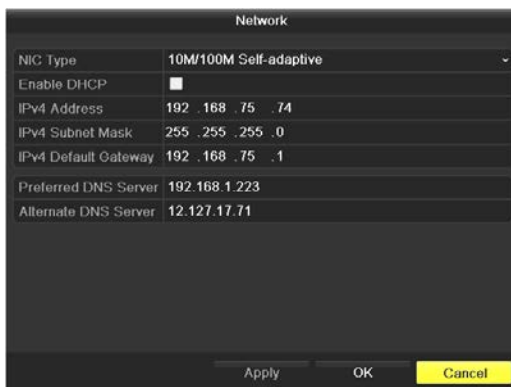 Network
NIC Type 10M/100M Self-adaptive
Enable DHCP
IPv4 Address 192 .168 .75 .74
IPv4 Subnet Mask 255 .255 .255 .0
IPv4 Default Gateway 192 .168 .75 .1
Preferred DNS Server 192.168.1.223
Alternate DNS Server 12.127.17.71
Apply OK Cancel